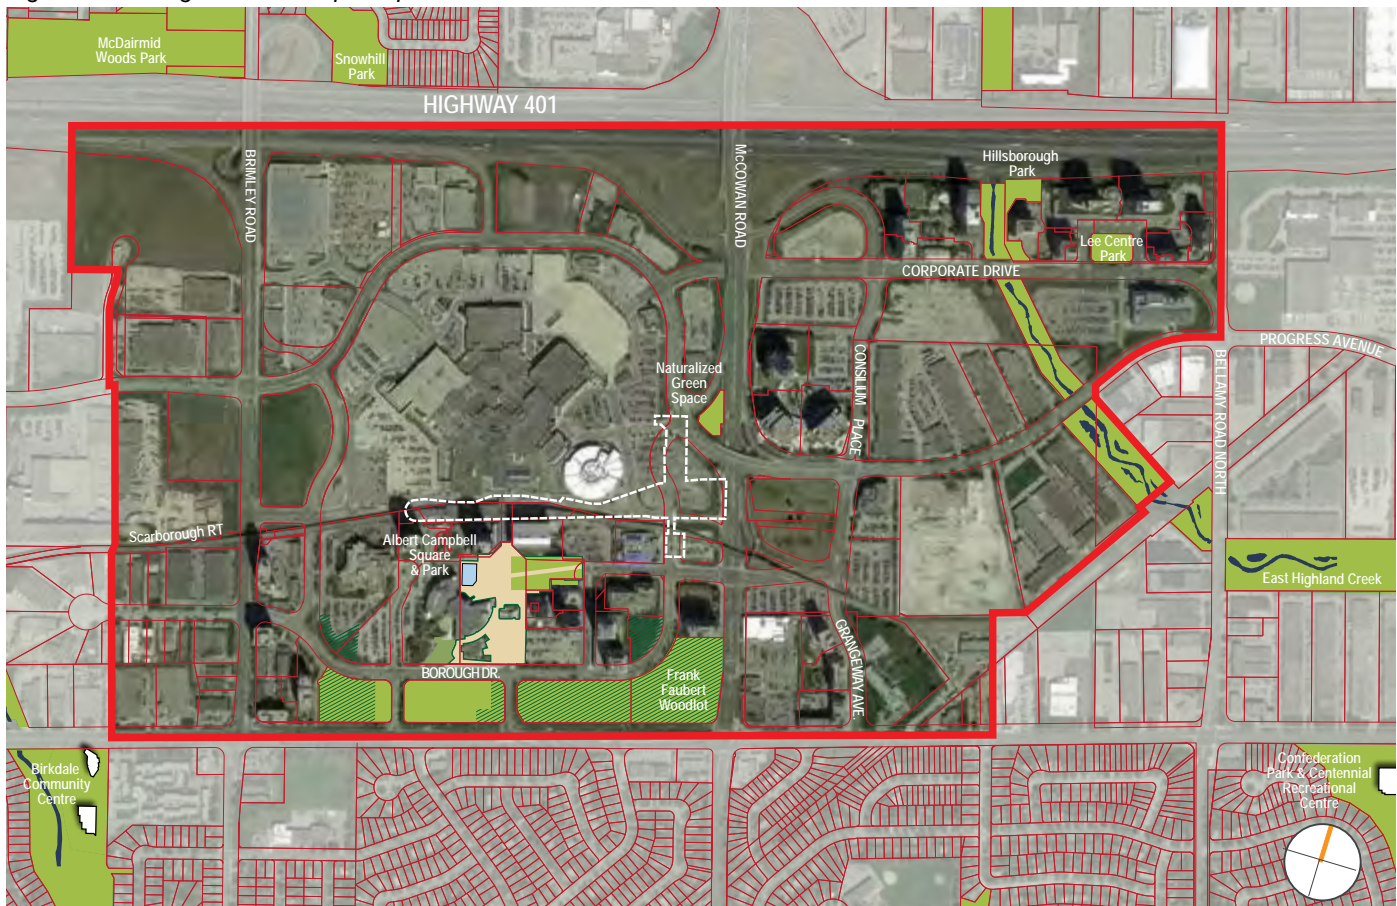 McDairmid
Woods Park
Snowhill
Park
HIGHWAY 401
BRIMLEY ROAD
McCOWAN ROAD
Hillsborough
Park
Lee Centre
Park
CORPORATE DRIVE
PROGRESS AVENUE
BELLAMY ROAD NORTH
CONSILIUM PLACE
Naturalized
Green
Space
Scarborough RT
Albert Campbell
Square
& Park
East Highland Creek
GRANGEWAY AVE.
BOROUGH DR.
Frank
Faubert
Woodlot
Birkdale
Community
Centre
Confederation
Park & Centennial
Recreational
Centre